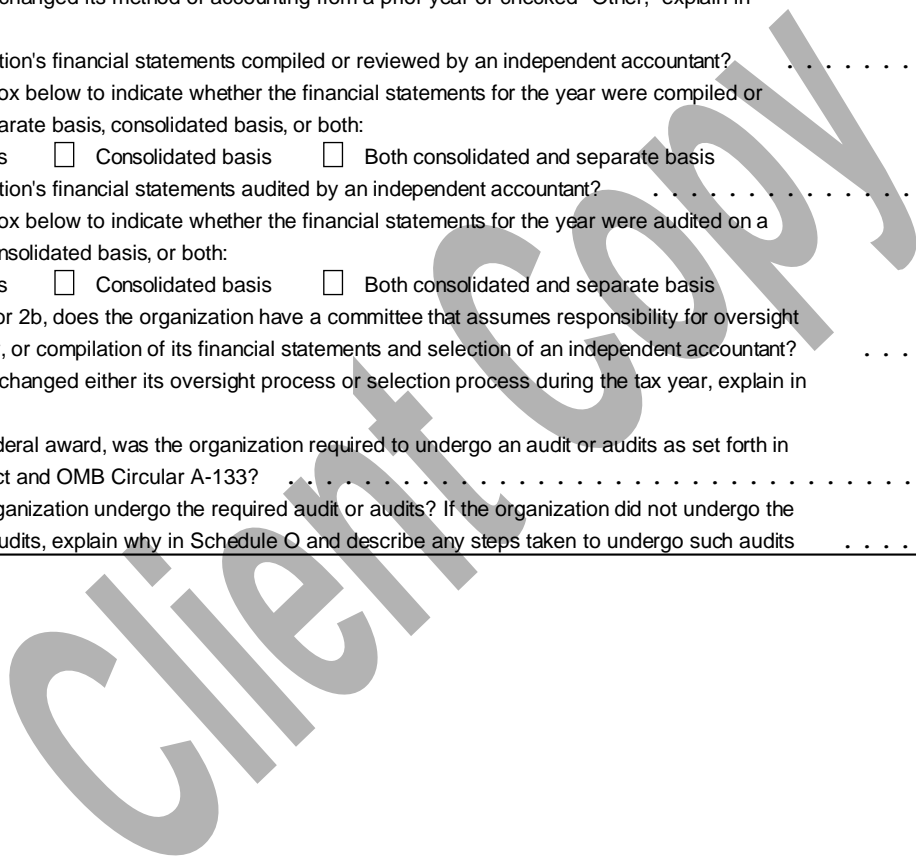 changed its method of accounting from a prior year or checked "Other," explain in
tion's financial statements compiled or reviewed by an independent accountant? . . . . . . .
ox below to indicate whether the financial statements for the year were compiled or
arate basis, consolidated basis, or both:
s ☐ Consolidated basis ☐ Both consolidated and separate basis
tion's financial statements audited by an independent accountant? . . . . . . . . . . . . . .
ox below to indicate whether the financial statements for the year were audited on a
nsolidated basis, or both:
s ☐ Consolidated basis ☐ Both consolidated and separate basis
or 2b, does the organization have a committee that assumes responsibility for oversight
, or compilation of its financial statements and selection of an independent accountant? . . .
changed either its oversight process or selection process during the tax year, explain in
deral award, was the organization required to undergo an audit or audits as set forth in
ct and OMB Circular A-133? . . . . . . . . . . . . . . . . . . . . . . . . . . . . . . . . .
ganization undergo the required audit or audits? If the organization did not undergo the
udits, explain why in Schedule O and describe any steps taken to undergo such audits . . . .
Client Copy